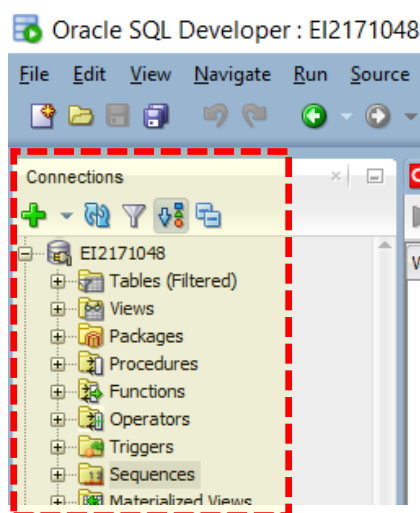 Oracle SQL Developer : EI2171048
File Edit View Navigate Run Source
Connections
EI2171048
Tables (Filtered)
Views
Packages
Procedures
Functions
Operators
Triggers
Sequences
Materialized Views